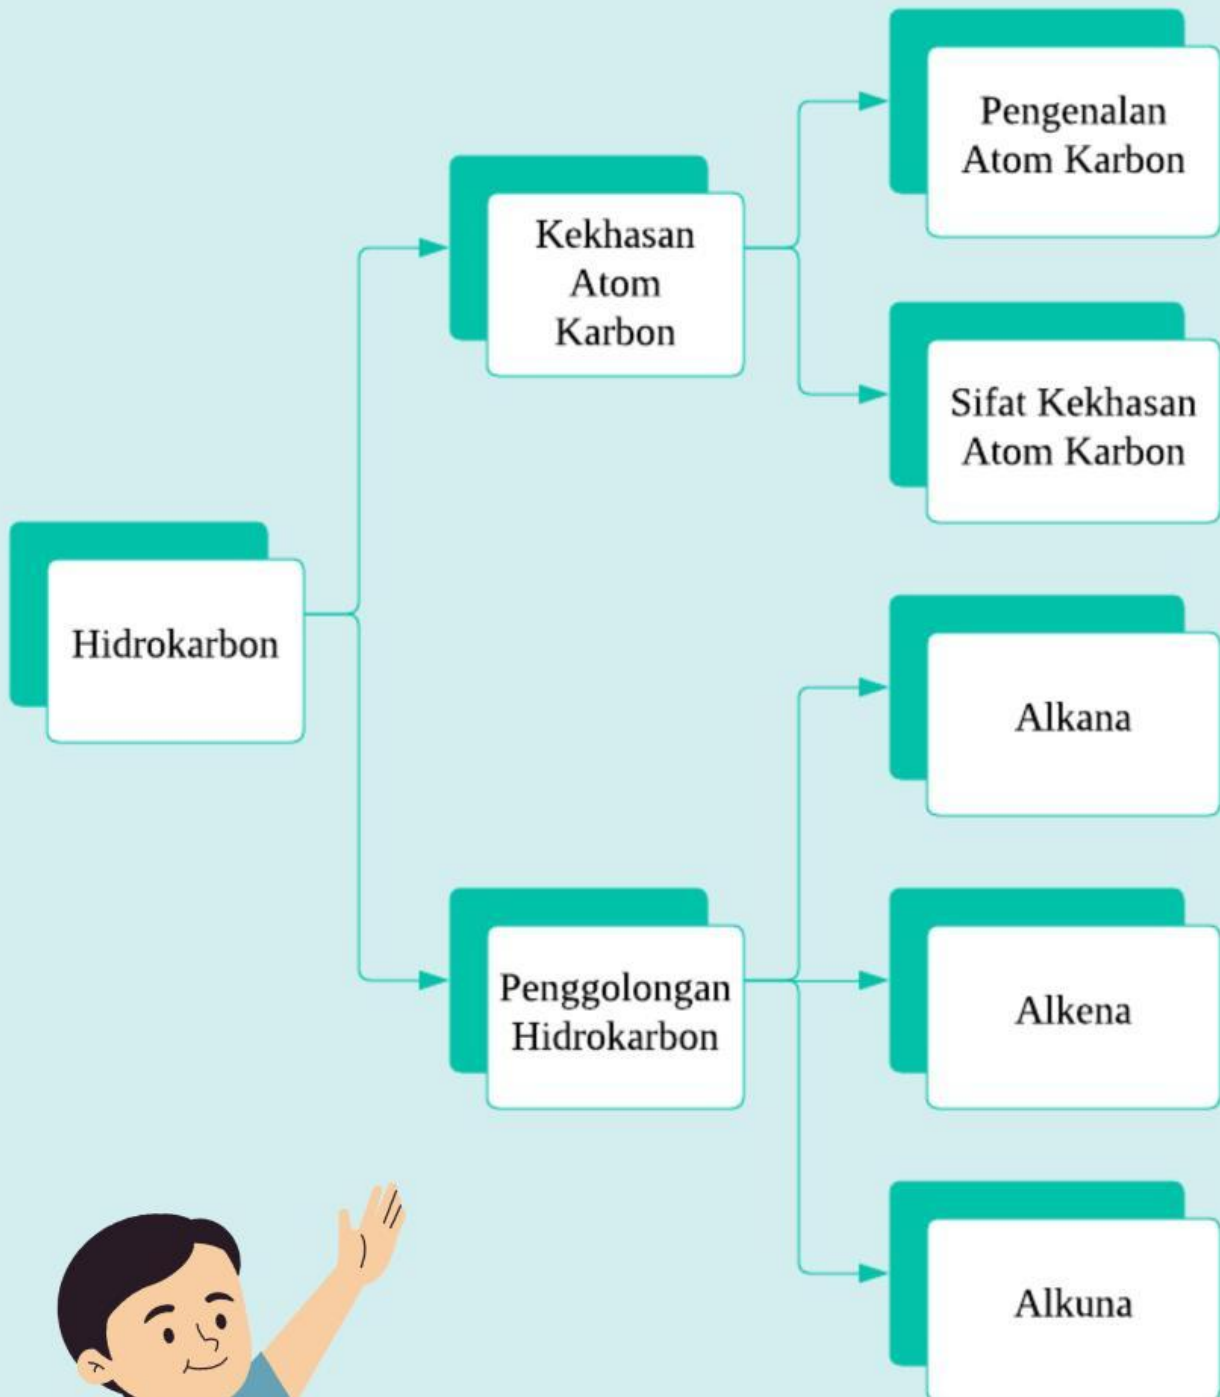 Hidrokarbon
Kekhasan
Atom
Karbon
Pengenalan
Atom Karbon
Sifat Kekhasan
Atom Karbon
Penggolongan
Hidrokarbon
Alkana
Alkena
Alkuna